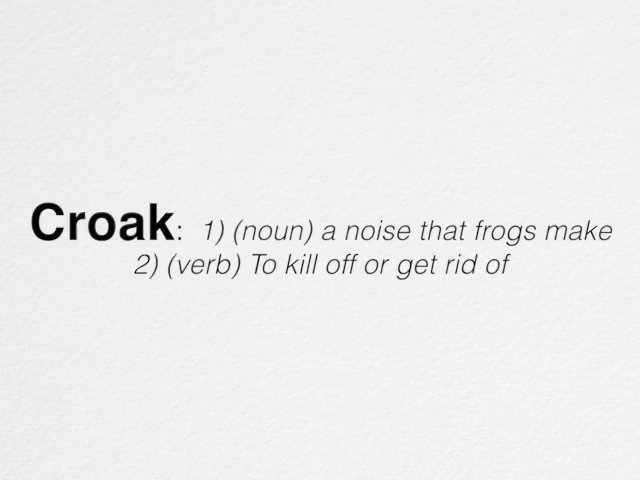 Croak: 1) (noun) a noise that frogs make
2) (verb) To kill off or get rid of